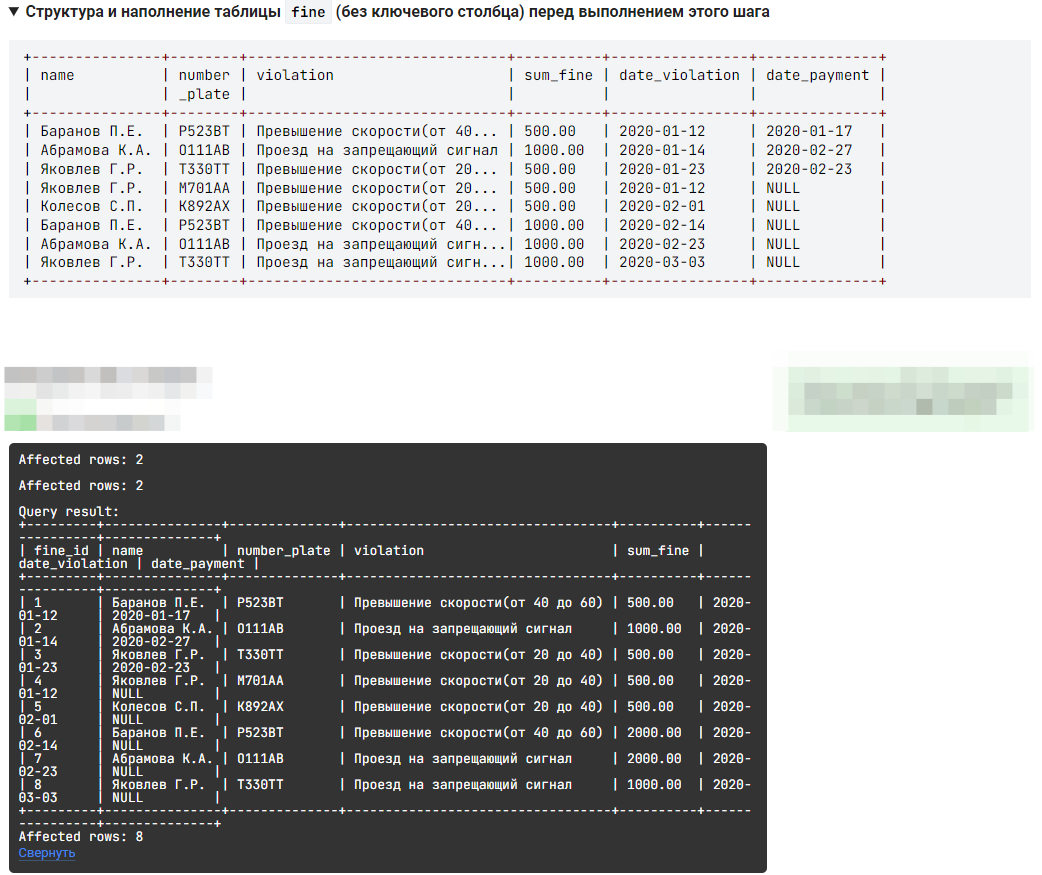 ▼ Структура и наполнение таблицы fine (без ключевого столбца) перед выполнением этого шага
+---------------+--------+---------------------------+----------+----------------+--------------+
| name | number | violation | sum_fine | date_violation | date_payment |
| | _plate | | | | |
+---------------+--------+---------------------------+----------+----------------+--------------+
| Баранов П.Е. | Р523ВТ | Превышение скорости(от 40... | 500.00 | 2020-01-12 | 2020-01-17 |
| Абрамова К.А. | О111АВ | Проезд на запрещающий сигнал | 1000.00 | 2020-01-14 | 2020-02-27 |
| Яковлев Г.Р. | Т330ТТ | Превышение скорости(от 20... | 500.00 | 2020-01-23 | 2020-02-23 |
| Яковлев Г.Р. | М701АА | Превышение скорости(от 20... | 500.00 | 2020-01-12 | NULL |
| Колесов С.П. | К892АХ | Превышение скорости(от 20... | 500.00 | 2020-02-01 | NULL |
| Баранов П.Е. | Р523ВТ | Превышение скорости(от 40... | 1000.00 | 2020-02-14 | NULL |
| Абрамова К.А. | О111АВ | Проезд на запрещающий сигн...| 1000.00 | 2020-02-23 | NULL |
| Яковлев Г.Р. | Т330ТТ | Проезд на запрещающий сигн...| 1000.00 | 2020-03-03 | NULL |
+---------------+--------+---------------------------+----------+----------------+--------------+
Affected rows: 2
Affected rows: 2
Query result:
+---------+---------------+--------------+----------------------------------+----------+------
----------+--------------+
| fine_id | name | number_plate | violation | sum_fine |
date_violation | date_payment |
+---------+---------------+--------------+----------------------------------+----------+------
----------+--------------+
| 1 | Баранов П.Е. | Р523ВТ | Превышение скорости(от 40 до 60) | 500.00 | 2020-
01-12 | 2020-01-17 |
| 2 | Абрамова К.А. | О111АВ | Проезд на запрещающий сигнал | 1000.00 | 2020-
01-14 | 2020-02-27 |
| 3 | Яковлев Г.Р. | Т330ТТ | Превышение скорости(от 20 до 40) | 500.00 | 2020-
01-23 | 2020-02-23 |
| 4 | Яковлев Г.Р. | М701АА | Превышение скорости(от 20 до 40) | 500.00 | 2020-
01-12 | NULL |
| 5 | Колесов С.П. | К892АХ | Превышение скорости(от 20 до 40) | 500.00 | 2020-
02-01 | NULL |
| 6 | Баранов П.Е. | Р523ВТ | Превышение скорости(от 40 до 60) | 2000.00 | 2020-
02-14 | NULL |
| 7 | Абрамова К.А. | О111АВ | Проезд на запрещающий сигнал | 2000.00 | 2020-
02-23 | NULL |
| 8 | Яковлев Г.Р. | Т330ТТ | Проезд на запрещающий сигнал | 1000.00 | 2020-
03-03 | NULL |
+---------+---------------+--------------+----------------------------------+----------+------
----------+--------------+
Affected rows: 8
Свернуть